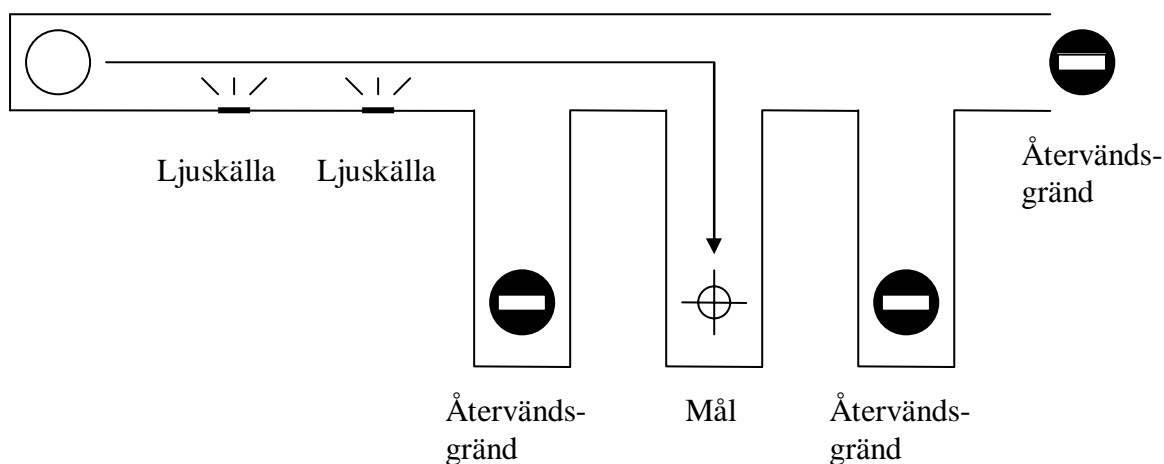 Ljuskälla Ljuskälla
Återvänds-
gränd
Återvänds-
gränd
Mål
Återvänds-
gränd